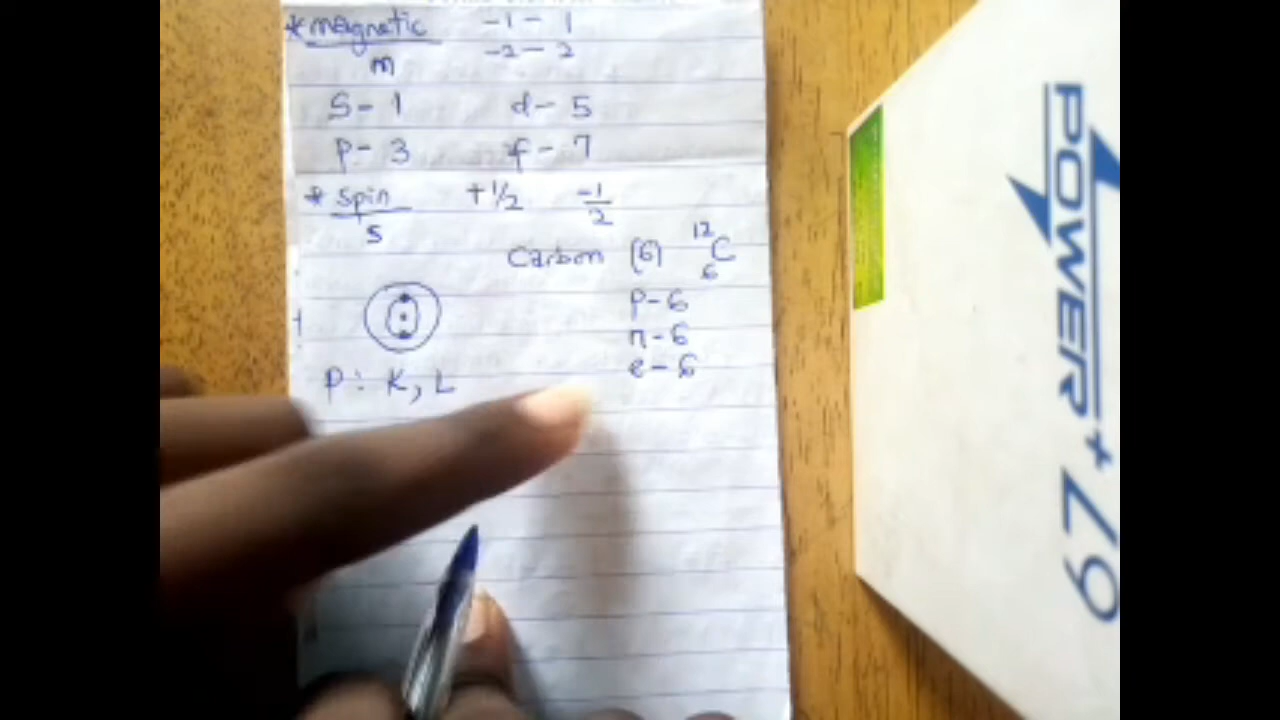 *magnetic -1 - 1
m -2 - 2
S - 1 d - 5
p - 3 f - 7
* spin +1/2 -1/2
s
Carbon (6) 12 6 C
p - 6
n - 6
e - 6
P : K, L
POWER+ L9